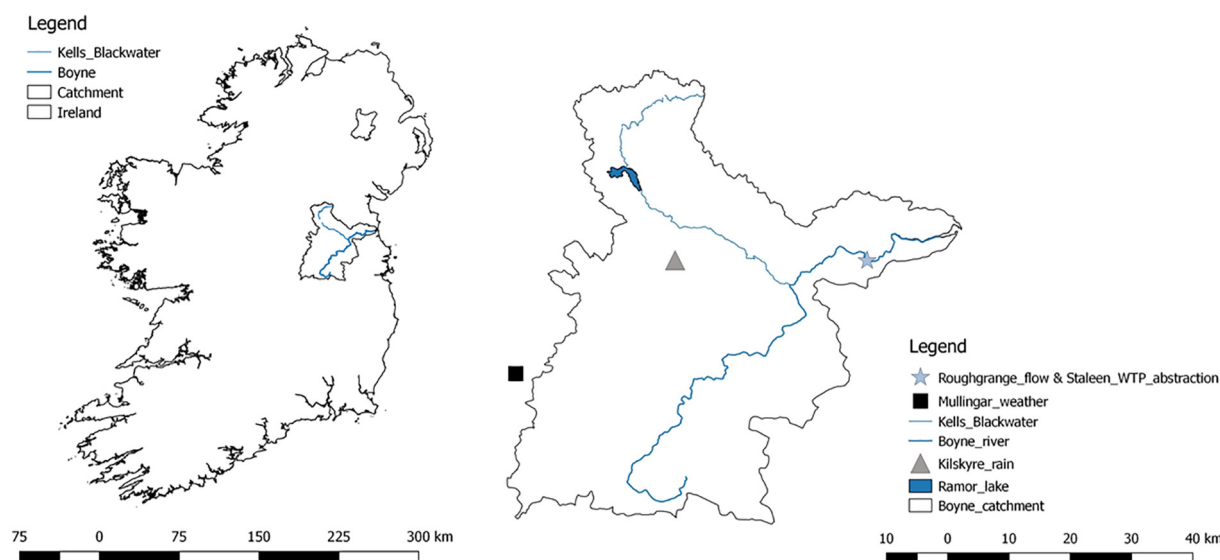 Legend
Kells_Blackwater
Boyne
Catchment
Ireland
75 0 75 150 225 300 km
Legend
Roughgrange_flow & Staleen_WTP_abstraction
Mullingar_weather
Kells_Blackwater
Boyne_river
Kilskyre_rain
Ramor_lake
Boyne_catchment
10 0 10 20 30 40 km